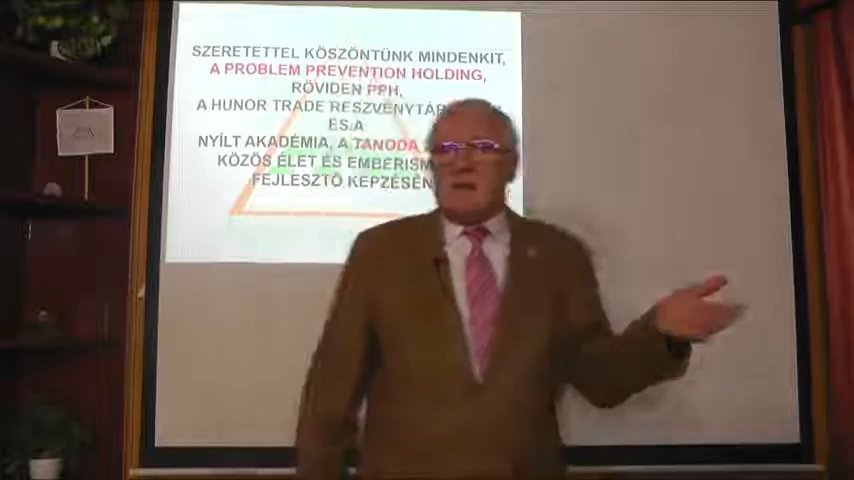 SZERETETTEL KÖSZÖNTÜNK MINDENKIT,
A PROBLEM PREVENTION HOLDING,
RÖVIDEN PPH,
A HUNOR TRADE RÉSZVÉNYTÁR
ÉS A
NYÍLT AKADÉMIA, A TANODA
KÖZÖS ÉLET ÉS EMBERISM
FEJLESZTŐ KÉPZÉSÉN